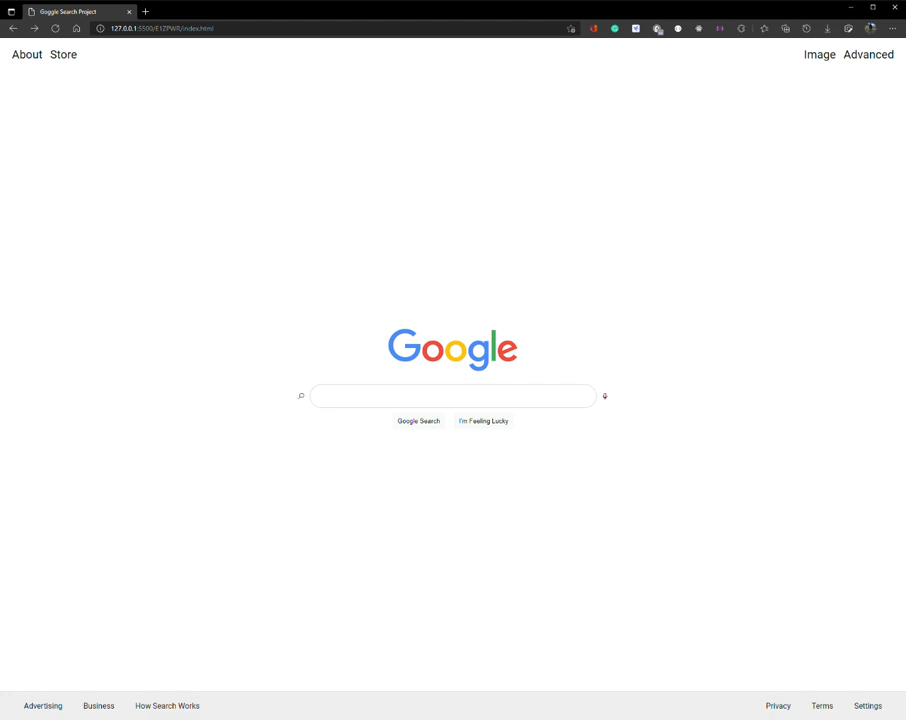 Goggle Search Project
127.0.0.1:5500/E1ZPWR/index.html
About Store Image Advanced
Google
Google Search I'm Feeling Lucky
Advertising Business How Search Works Privacy Terms Settings